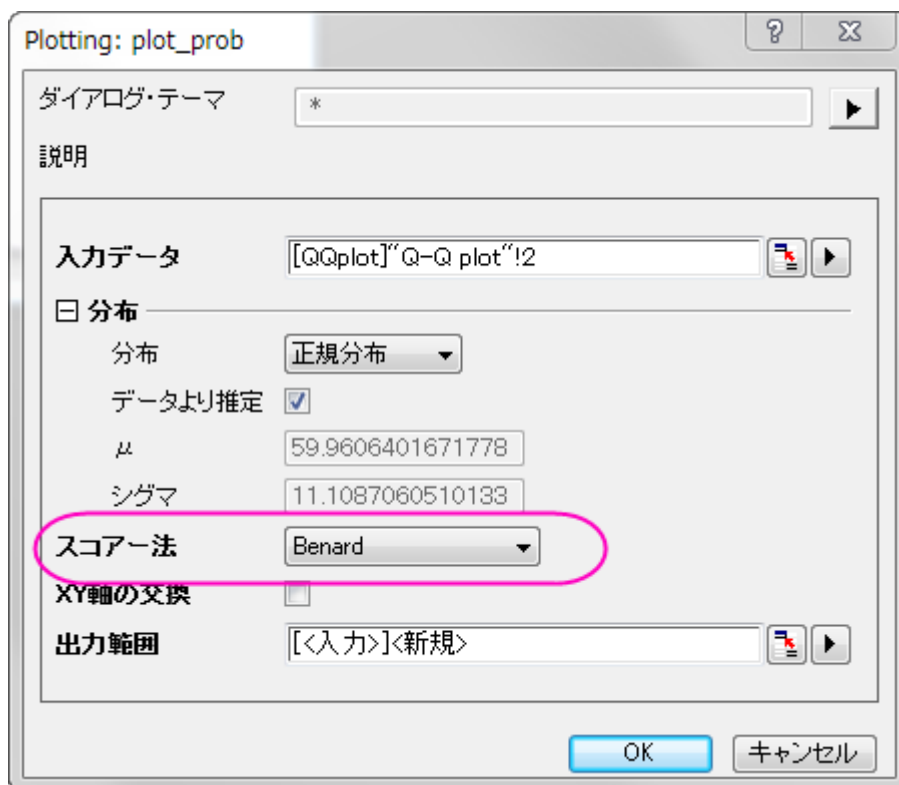 Plotting: plot_prob
ダイアログ・テーマ *
説明
入力データ [QQplot]"Q-Q plot"!2
分布
分布 正規分布
データより推定
μ 59.9606401671778
シグマ 11.1087060510133
スコアー法 Benard
XY軸の交換
出力範囲 [<入力>]<新規>
OK キャンセル